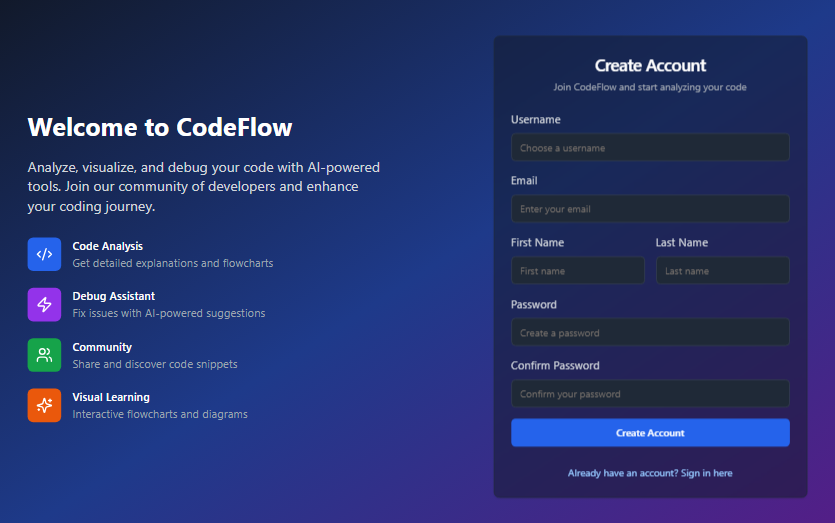 Welcome to CodeFlow
Analyze, visualize, and debug your code with AI-powered
tools. Join our community of developers and enhance
your coding journey.
Code Analysis
Get detailed explanations and flowcharts
Debug Assistant
Fix issues with AI-powered suggestions
Community
Share and discover code snippets
Visual Learning
Interactive flowcharts and diagrams
Create Account
Join CodeFlow and start analyzing your code
Username
Choose a username
Email
Enter your email
First Name Last Name
First name Last name
Password
Create a password
Confirm Password
Confirm your password
Create Account
Already have an account? Sign in here